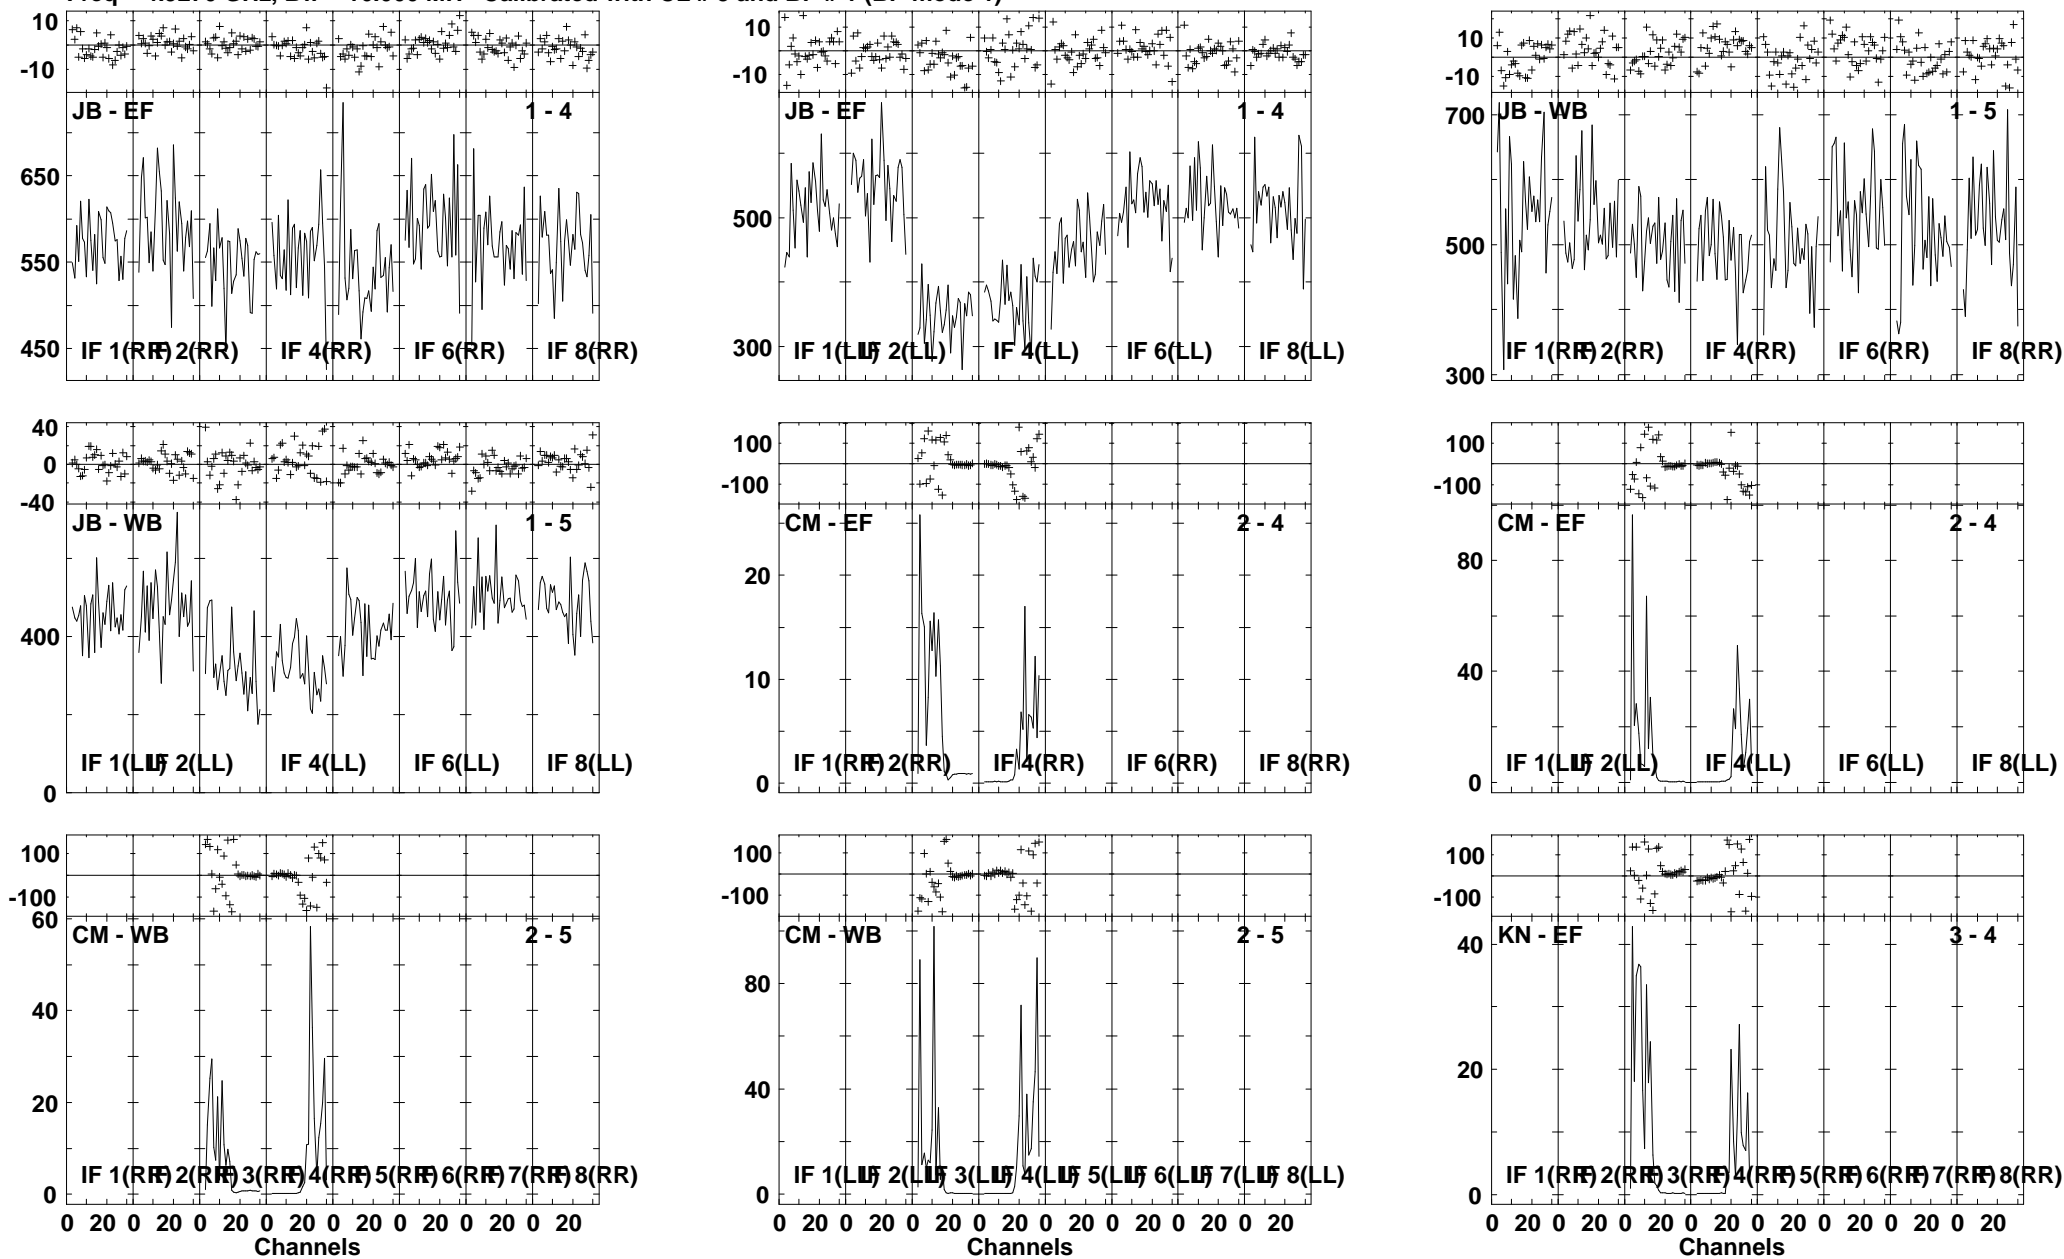 10
-10
JB - EF 1 - 4
650
550
450
IF 1(RR) IF 2(RR) IF 4(RR) IF 6(RR) IF 8(RR)
10
-10
JB - EF 1 - 4
500
300
IF 1(LL) IF 2(LL) IF 4(LL) IF 6(LL) IF 8(LL)
10
-10
JB - WB 1 - 5
700
500
300
IF 1(RR) IF 2(RR) IF 4(RR) IF 6(RR) IF 8(RR)
40
0
-40
JB - WB 1 - 5
400
0
IF 1(LL) IF 2(LL) IF 4(LL) IF 6(LL) IF 8(LL)
100
-100
CM - EF 2 - 4
20
10
0
IF 1(RR) IF 2(RR) IF 4(RR) IF 6(RR) IF 8(RR)
100
-100
CM - EF 2 - 4
80
40
0
IF 1(LL) IF 2(LL) IF 4(LL) IF 6(LL) IF 8(LL)
100
-100
CM - WB 2 - 5
60
40
20
0
IF 1(RR) IF 2(RR) IF 3(RR) IF 4(RR) IF 5(RR) IF 6(RR) IF 7(RR) IF 8(RR)
0 20 0 20 0 20 0 20 0 20 0 20 0 20 0 20
Channels
100
-100
CM - WB 2 - 5
80
40
0
IF 1(LL) IF 2(LL) IF 3(LL) IF 4(LL) IF 5(LL) IF 6(LL) IF 7(LL) IF 8(LL)
0 20 0 20 0 20 0 20 0 20 0 20 0 20 0 20
Channels
100
-100
KN - EF 3 - 4
40
20
0
IF 1(RR) IF 2(RR) IF 3(RR) IF 4(RR) IF 5(RR) IF 6(RR) IF 7(RR) IF 8(RR)
0 20 0 20 0 20 0 20 0 20 0 20 0 20 0 20
Channels